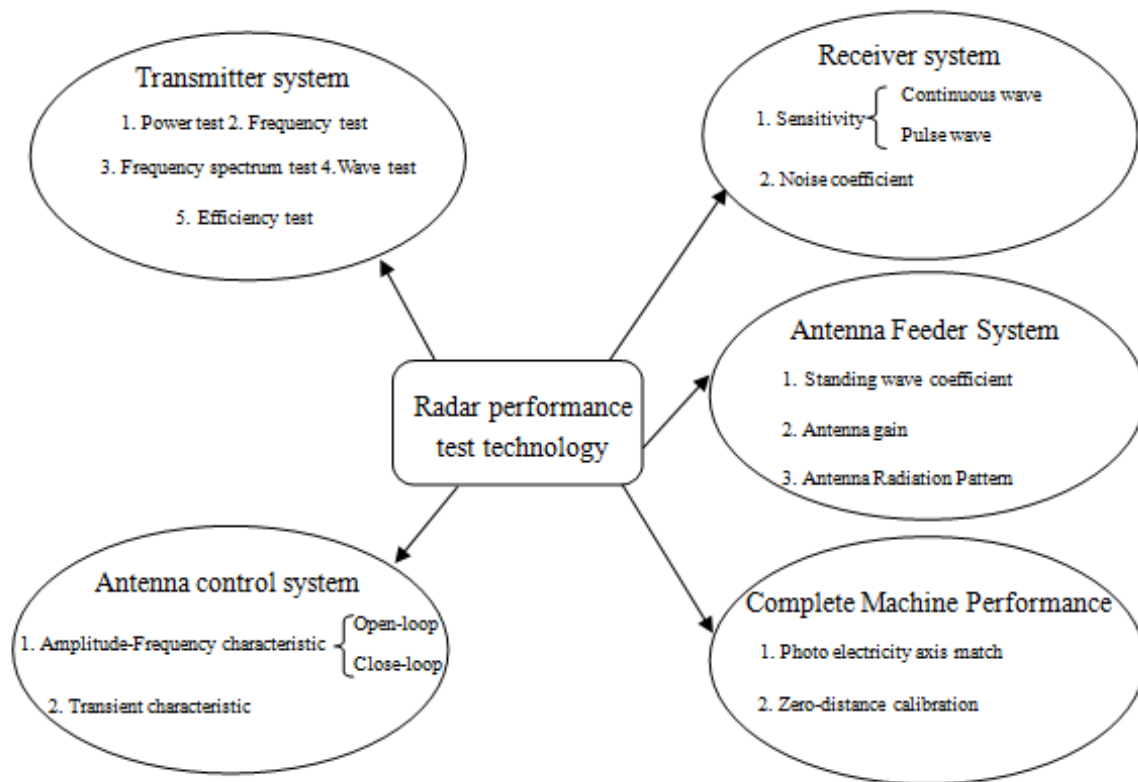 Transmitter system
1. Power test 2. Frequency test
3. Frequency spectrum test 4.Wave test
5. Efficiency test
Receiver system
1. Sensitivity
Continuous wave
Pulse wave
2. Noise coefficient
Radar performance
test technology
Antenna Feeder System
1. Standing wave coefficient
2. Antenna gain
3. Antenna Radiation Pattern
Antenna control system
1. Amplitude-Frequency characteristic
Open-loop
Close-loop
2. Transient characteristic
Complete Machine Performance
1. Photo electricity axis match
2. Zero-distance calibration